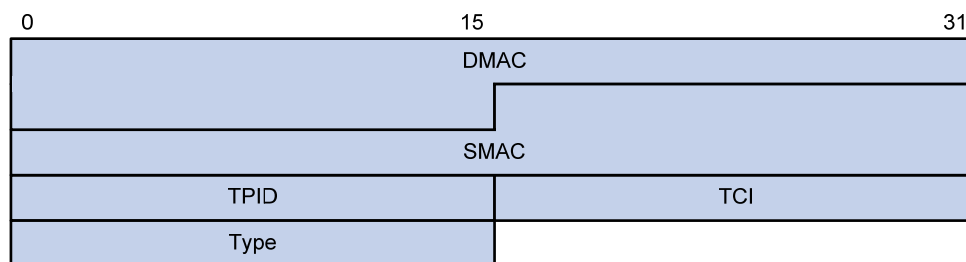 0 15 31
DMAC
SMAC
TPID TCI
Type